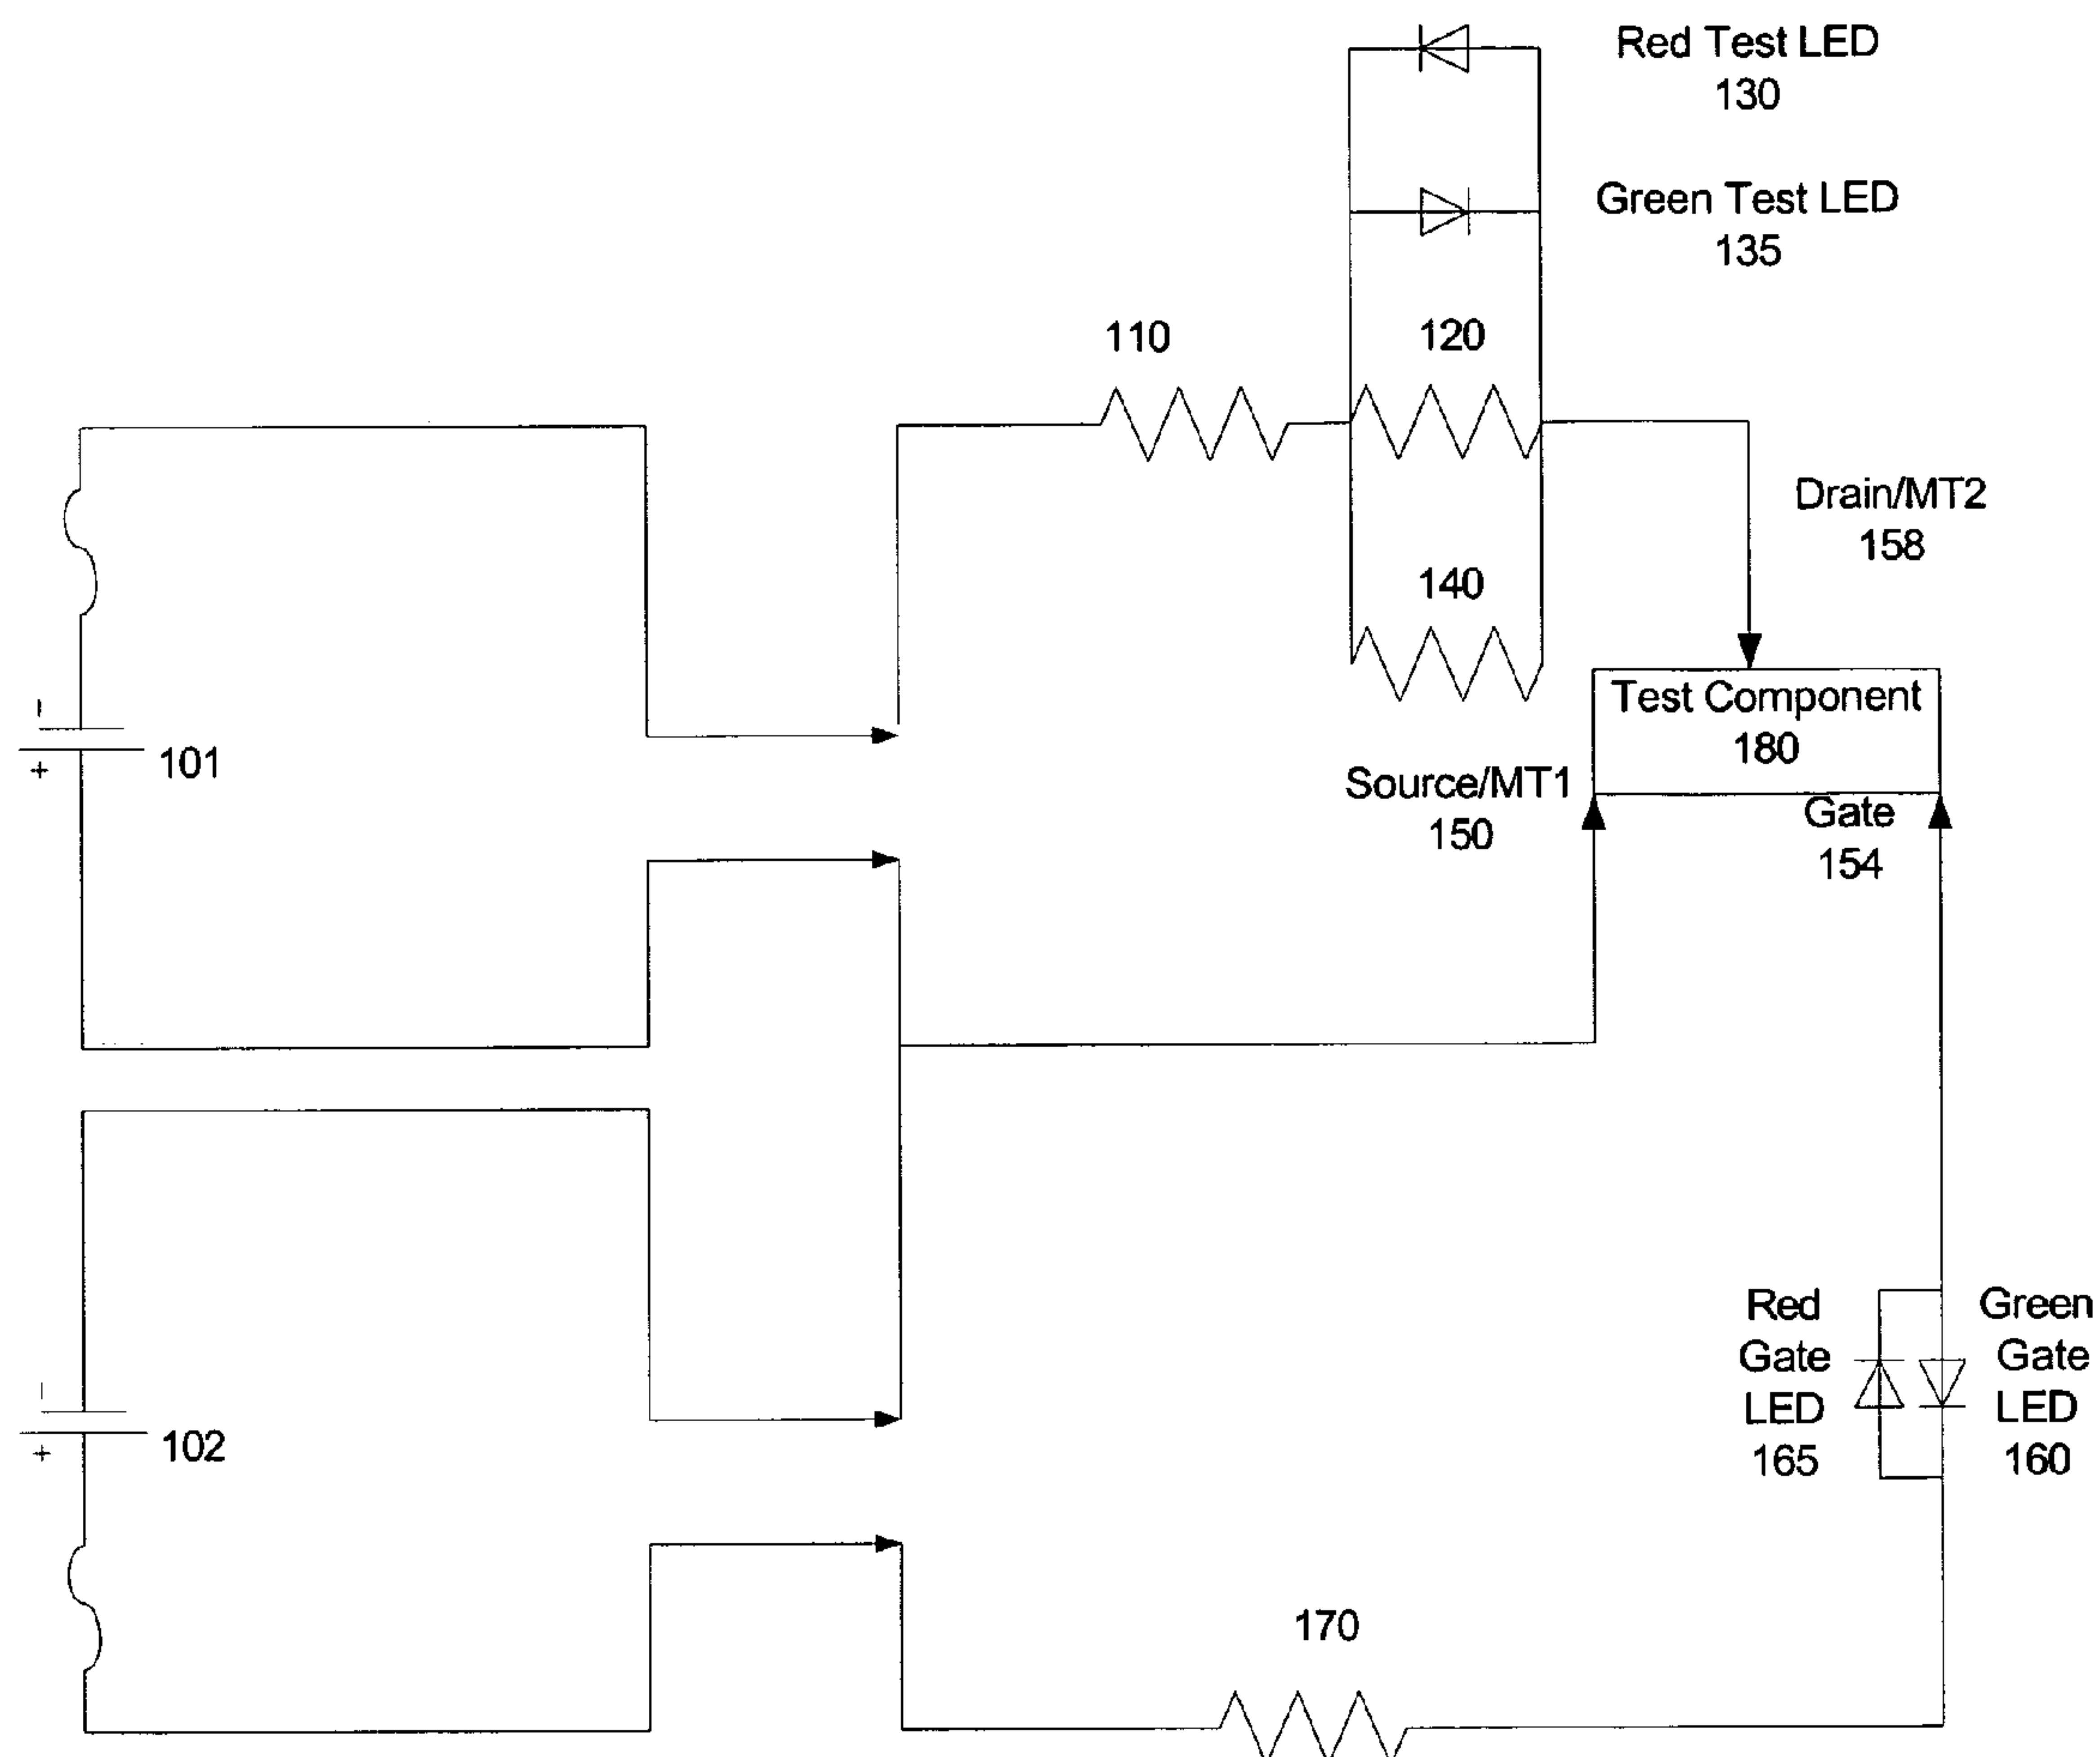 Red Test LED
130
Green Test LED
135
110
120
Drain/MT2
158
140
Test Component
180
-
+
101
Source/MT1
150
Gate
154
Red
Gate
LED
165
Green
Gate
LED
160
-
+
102
170